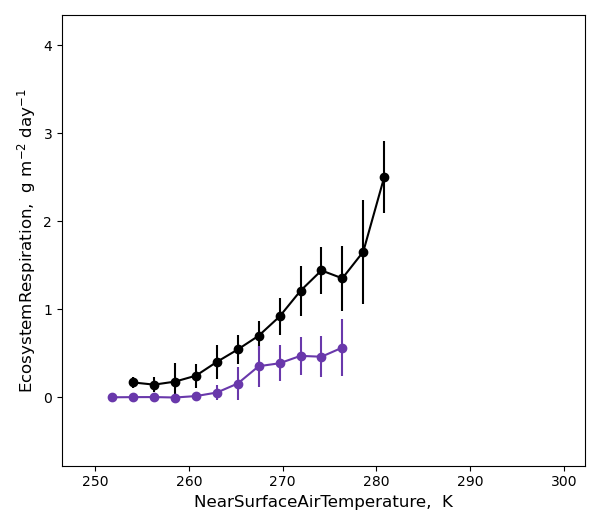 4
3
2
1
0
EcosystemRespiration, g m⁻² day⁻¹
250 260 270 280 290 300
NearSurfaceAirTemperature, K